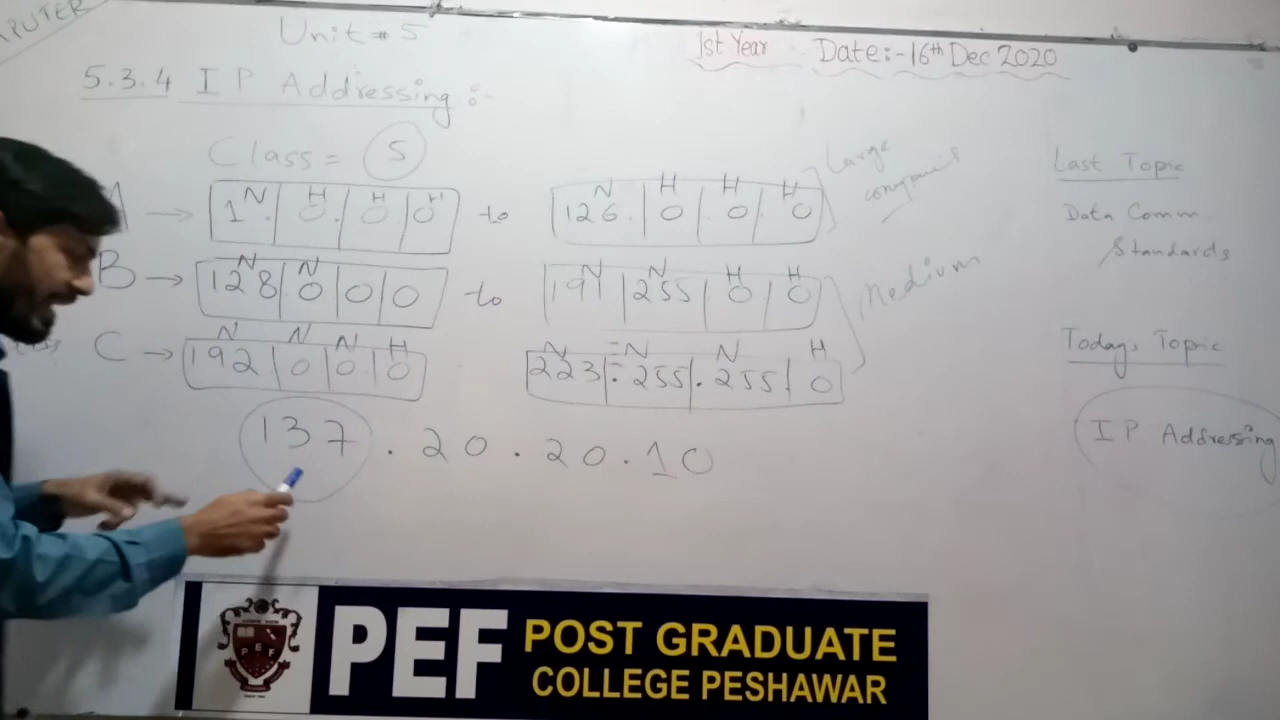 PUTER
Unit # 5
1st Year Date:-16th Dec 2020
5.3.4 IP Addressing :-
Class = 5
Large
N H H H
A → 1. 0. 0 0 to
N H H H
126. 0 0. 0
B → N N
128 0 0 0 to
N N H H
191 255 0 0
Medium
C → N N N H
192 0 0. 0
N N N H
223. 255. 255. 0
137.20.20.10
Last Topic
Data Comm
Standards
Today's Topic
IP Addressing
PEF
PEF POST GRADUATE
COLLEGE PESHAWAR